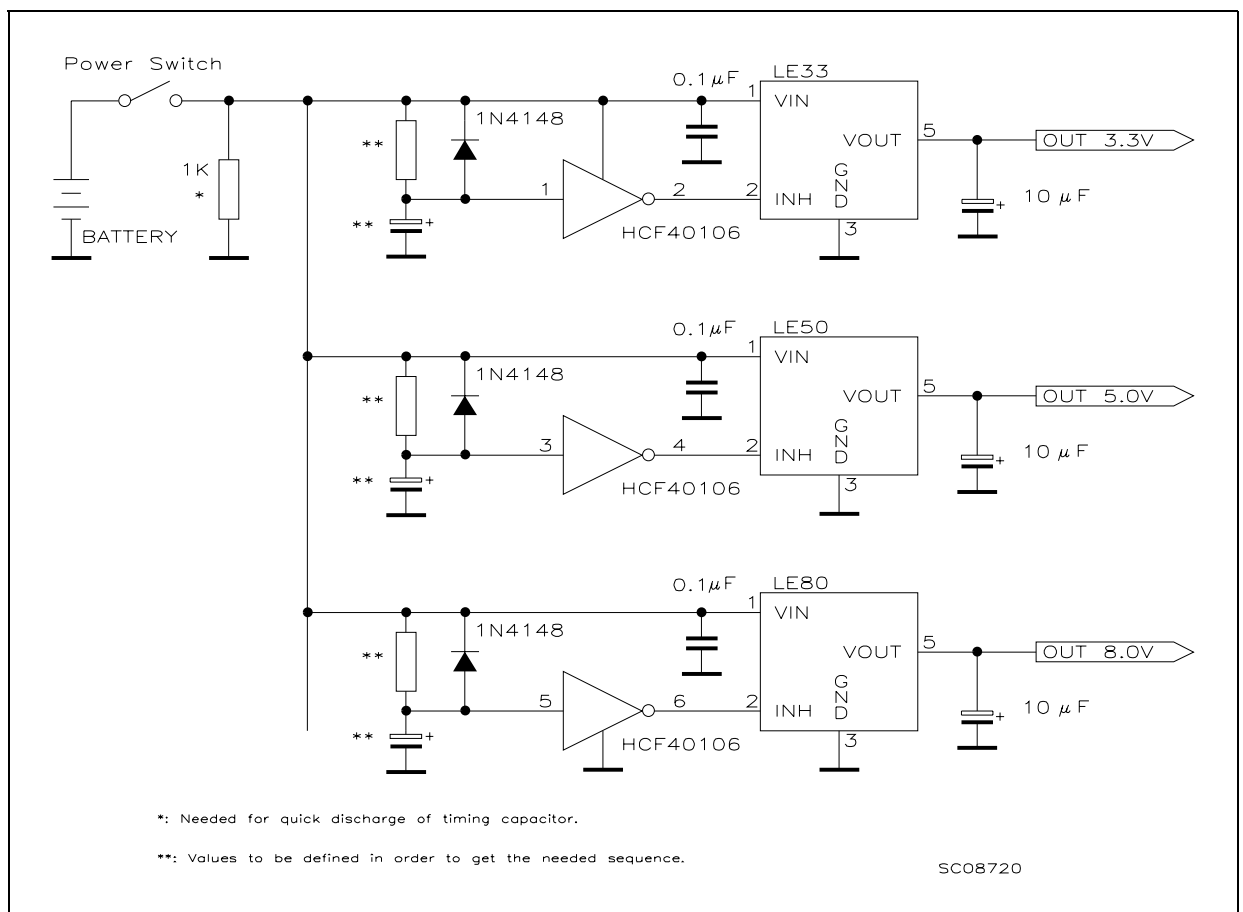 Power Switch
1K
*
BATTERY
**
**
1N4148
1
2
HCF40106
0.1μF
LE33
1
VIN
VOUT
5
2
INH
GND
3
OUT 3.3V
+
10 μF
+
**
**
1N4148
3
4
HCF40106
0.1μF
LE50
1
VIN
VOUT
5
2
INH
GND
3
OUT 5.0V
+
10 μF
+
**
**
1N4148
5
6
HCF40106
0.1μF
LE80
1
VIN
VOUT
5
2
INH
GND
3
OUT 8.0V
+
10 μF
+
*: Needed for quick discharge of timing capacitor.
**: Values to be defined in order to get the needed sequence.
SC08720